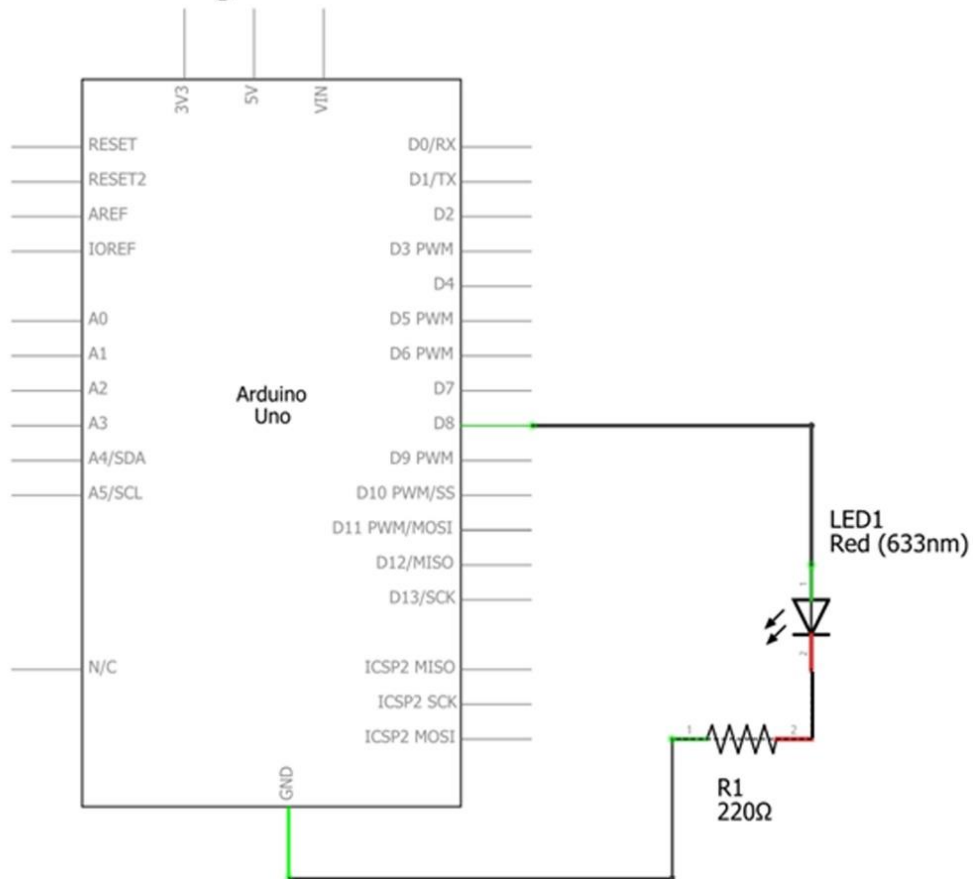 3V3
5V
VIN
RESET
D0/RX
RESET2
D1/TX
AREF
D2
IOREF
D3 PWM
D4
A0
D5 PWM
A1
D6 PWM
A2
D7
Arduino
Uno
A3
D8
A4/SDA
D9 PWM
A5/SCL
D10 PWM/SS
D11 PWM/MOSI
D12/MISO
D13/SCK
N/C
ICSP2 MISO
ICSP2 SCK
ICSP2 MOSI
GND
LED1
Red (633nm)
1
2
1
2
R1
220Ω